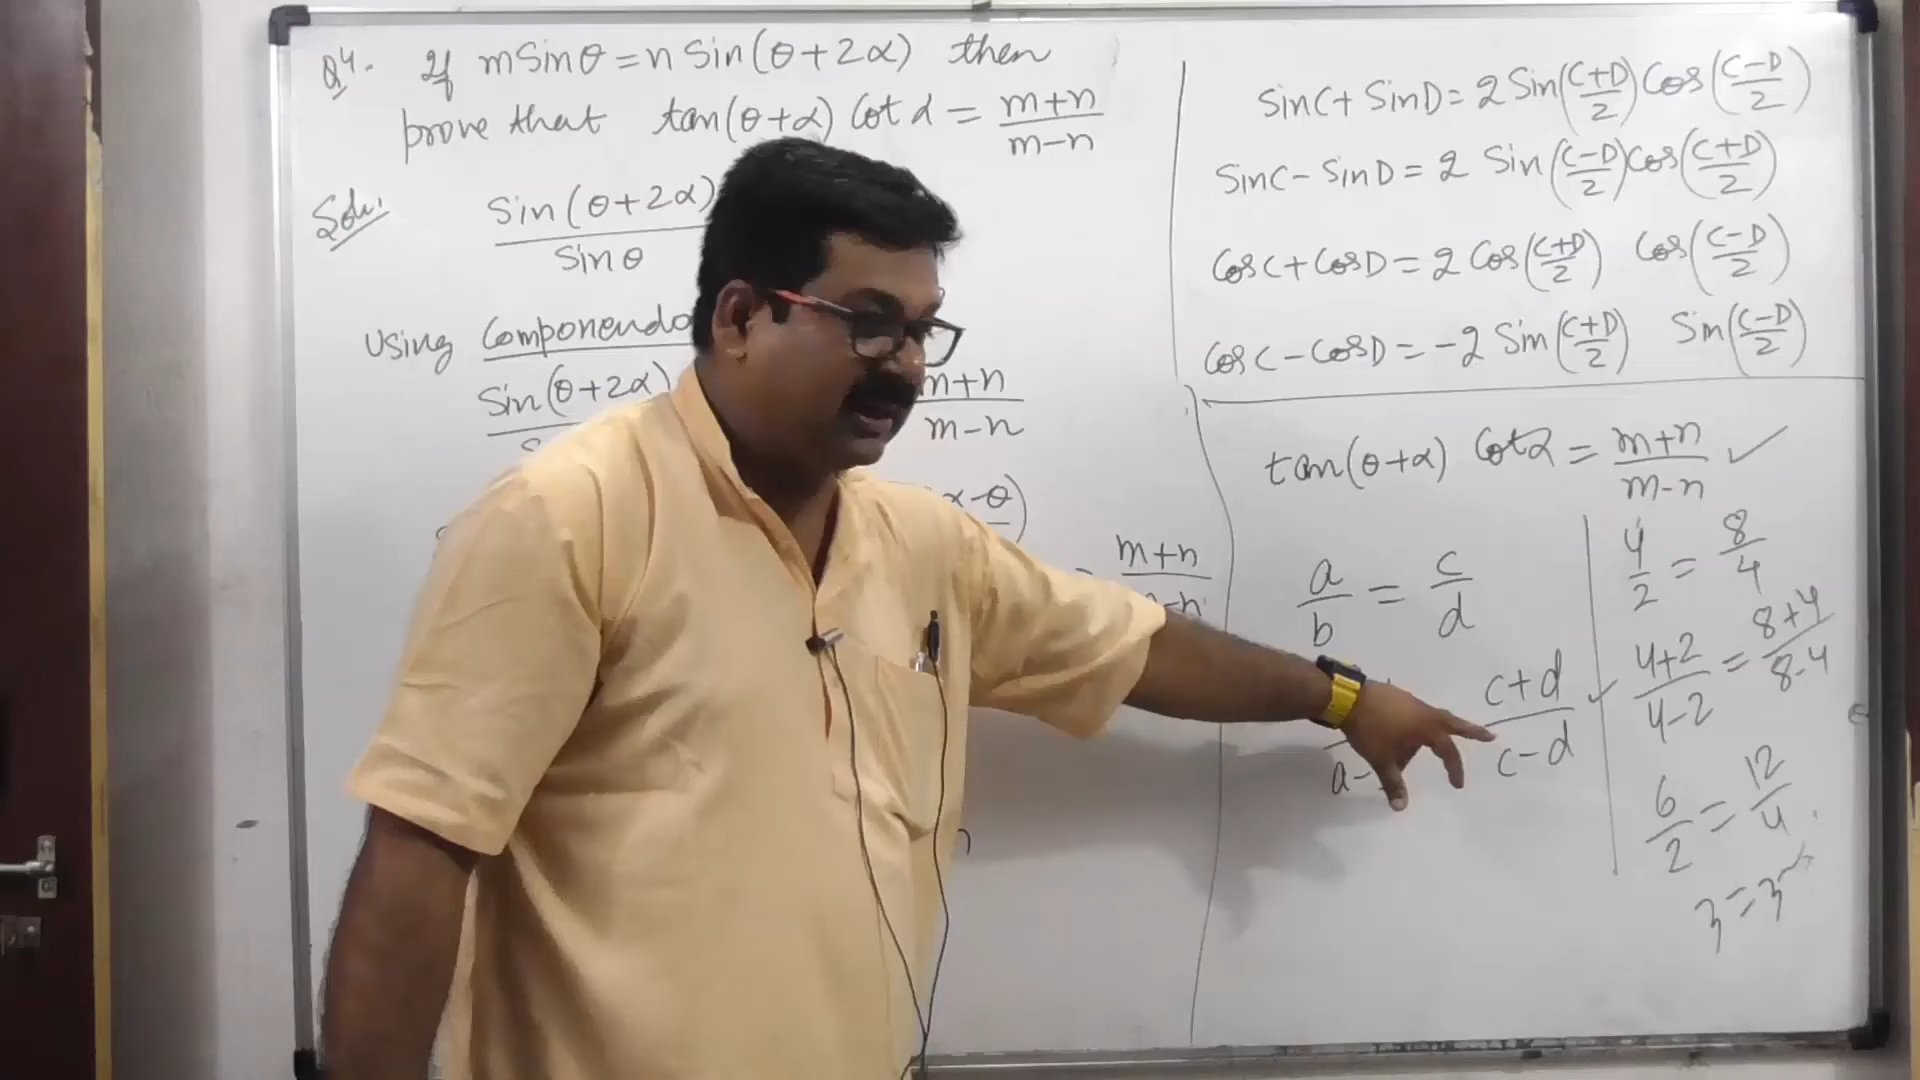 Q4. If mSinθ = nSin(θ+2α) then
prove that tan(θ+α) Cot α = m+n / m-n
Soln:
Sin(θ+2α) / Sinθ
Using Componendo
Sin(θ+2α)
m+n / m-n
m+n
SinC + SinD = 2 Sin(C+D/2) Cos(C-D/2)
SinC - SinD = 2 Sin(C-D/2) Cos(C+D/2)
CosC + CosD = 2 Cos(C+D/2) Cos(C-D/2)
CosC - CosD = -2 Sin(C+D/2) Sin(C-D/2)
tan(θ+α) Cotα = m+n / m-n ✓
a/b = c/d
c+d / c-d ✓
a-
4/2 = 8/4
4+2 / 4-2 = 8+4 / 8-4
6/2 = 12/4
3 = 3